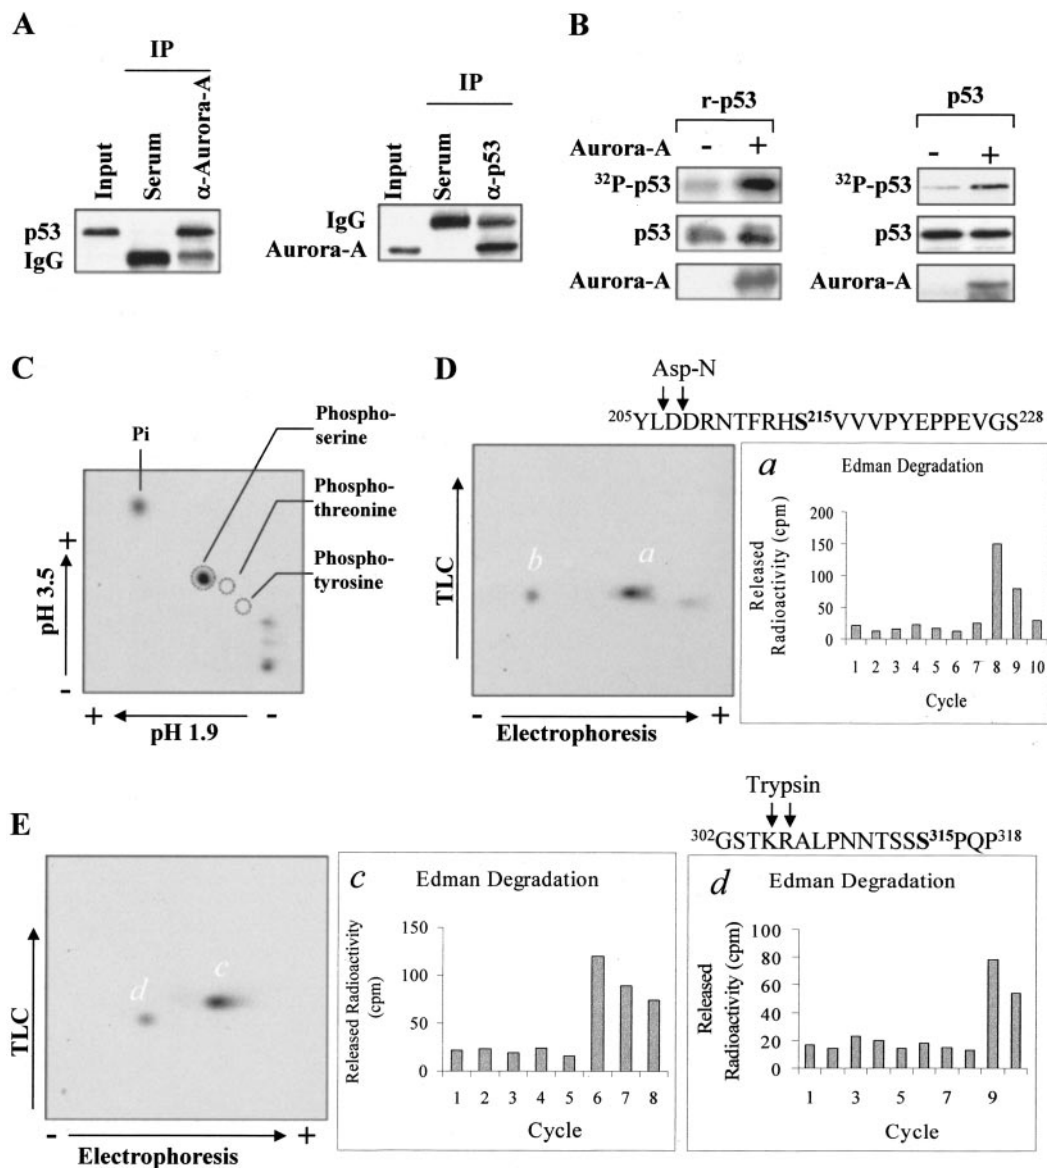 A
IP
Input
Serum
α-Aurora-A
p53
IgG
IP
Input
Serum
α-p53
IgG
Aurora-A
B
r-p53
Aurora-A - +
³²P-p53
p53
Aurora-A
p53
- +
³²P-p53
p53
Aurora-A
C
Pi
Phospho-
serine
Phospho-
threonine
Phospho-
tyrosine
+
pH 3.5
-
+ pH 1.9 -
D
Asp-N
²⁰⁵YLDDRNTFRHS²¹⁵VVVPYEPPEVGS²²⁸
TLC
b a
- Electrophoresis +
a
Edman Degradation
Released
Radioactivity (cpm)
200
150
100
50
0
1 2 3 4 5 6 7 8 9 10
Cycle
E
TLC
d c
- Electrophoresis +
c
Edman Degradation
Released Radioactivity
(cpm)
150
100
50
0
1 2 3 4 5 6 7 8
Cycle
Trypsin
³⁰²GSTKRALPNNTSSS³¹⁵PQP³¹⁸
d
Edman Degradation
Released
Radioactivity (cpm)
100
80
60
40
20
0
1 3 5 7 9
Cycle